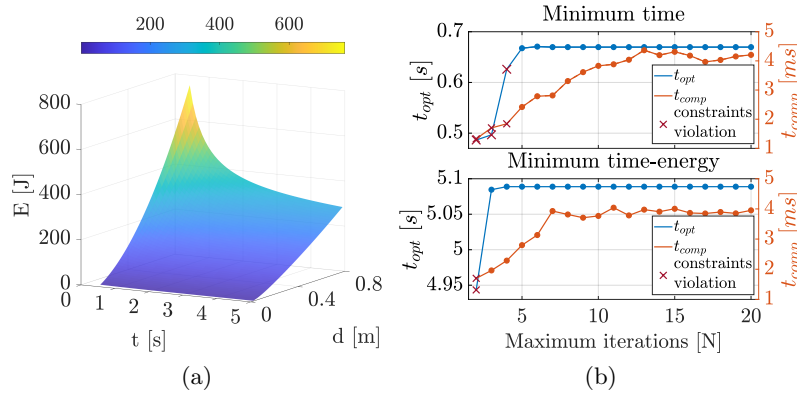 200 400 600
800
600
400
200
0
E [J]
0 1 2 3 4 5
t [s]
0 0.4 0.8
d [m]
(a)
Minimum time
0.7
0.6
0.5
t_opt [s]
5
4
3
2
1
t_comp [ms]
t_opt
t_comp
constraints
violation
Minimum time-energy
5.1
5.05
5
4.95
t_opt [s]
5
4
3
2
1
t_comp [ms]
t_opt
t_comp
constraints
violation
5 10 15 20
Maximum iterations [N]
(b)